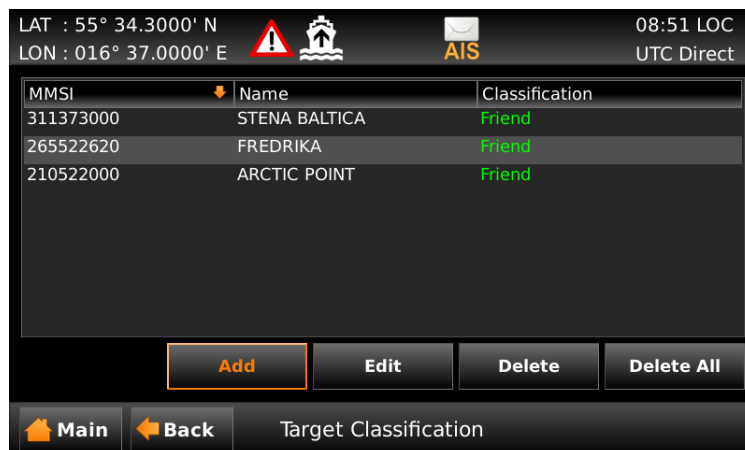 LAT : 55° 34.3000' N
LON : 016° 37.0000' E
AIS
08:51 LOC
UTC Direct
MMSI Name Classification
311373000 STENA BALTICA Friend
265522620 FREDRIKA Friend
210522000 ARCTIC POINT Friend
Add Edit Delete Delete All
Main Back Target Classification